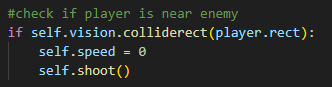 #check if player is near enemy
if self.vision.colliderect(player.rect):
    self.speed = 0
    self.shoot()